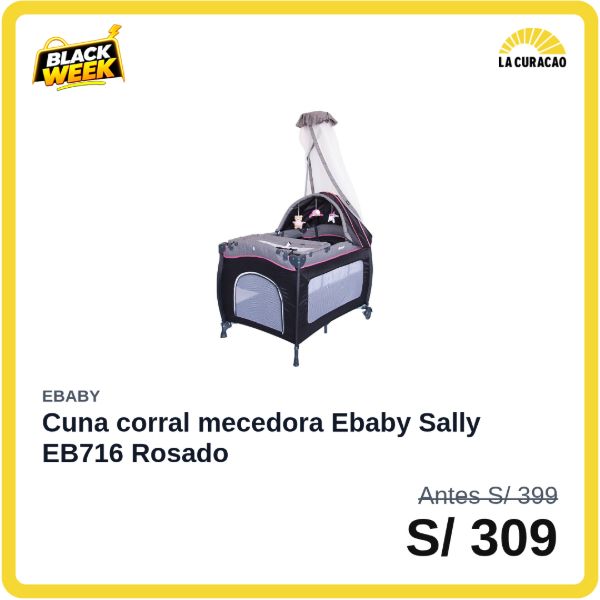 BLACK
WEEK
LA CURACAO
EBABY
Cuna corral mecedora Ebaby Sally
EB716 Rosado
Antes S/ 399
S/ 309